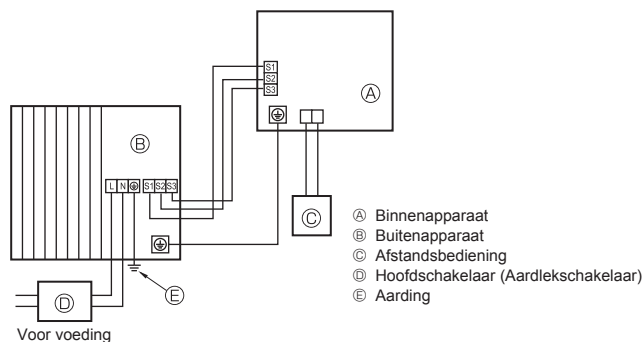 S1
S2
S3
Ⓐ
Ⓑ
L N S1 S2 S3
Ⓒ
Ⓓ
Ⓔ
Voor voeding
Ⓐ Binnenapparaat
Ⓑ Buitenapparaat
Ⓒ Afstandsbediening
Ⓓ Hoofdschakelaar (Aardlekschakelaar)
Ⓔ Aarding